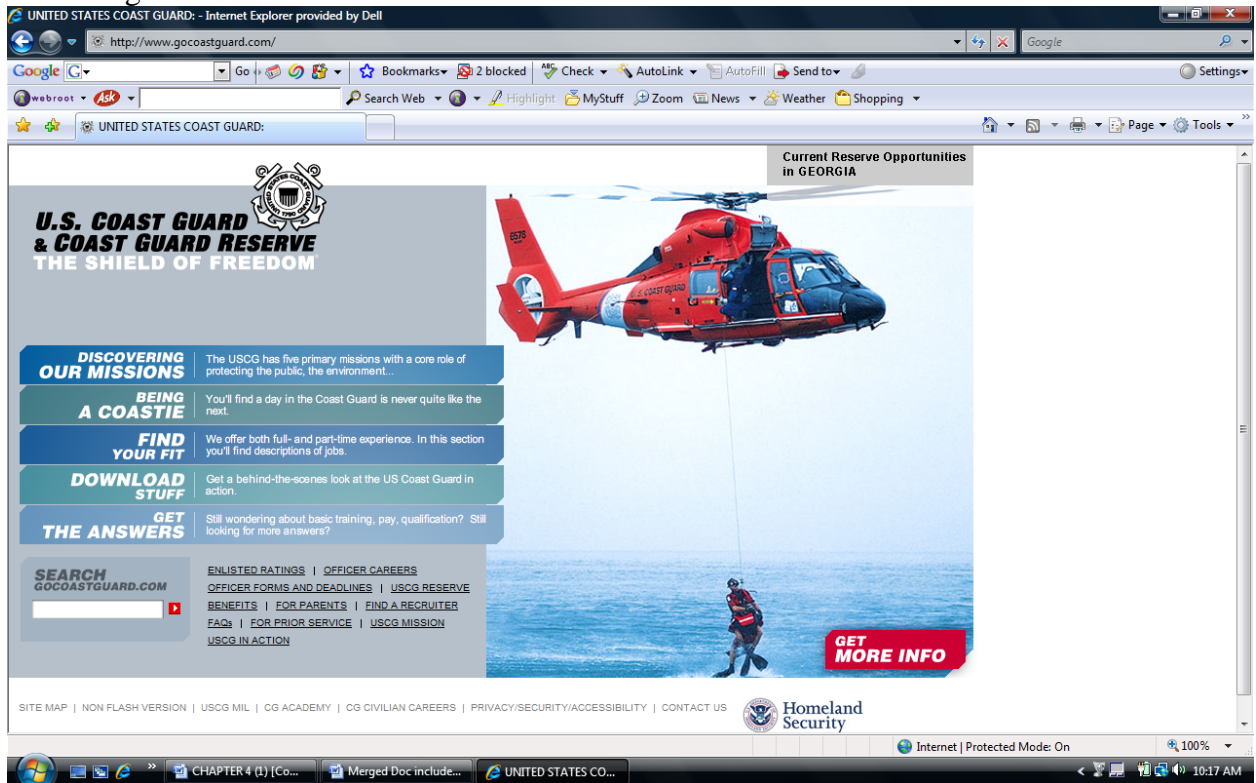 UNITED STATES COAST GUARD: - Internet Explorer provided by Dell
http://www.gocoastguard.com/
Google
Google G
Go
Bookmarks
2 blocked
ABC Check
AutoLink
AutoFill
Send to
Settings
webroot
Ask
Search Web
Highlight
MyStuff
Zoom
News
Weather
Shopping
UNITED STATES COAST GUARD:
Page
Tools
Current Reserve Opportunities
in GEORGIA
U.S. COAST GUARD
& COAST GUARD RESERVE
THE SHIELD OF FREEDOM
6578
U.S. COAST GUARD
DISCOVERING
OUR MISSIONS
The USCG has five primary missions with a core role of
protecting the public, the environment...
BEING
A COASTIE
You'll find a day in the Coast Guard is never quite like the
next.
FIND
YOUR FIT
We offer both full- and part-time experience. In this section
you'll find descriptions of jobs.
DOWNLOAD
STUFF
Get a behind-the-scenes look at the US Coast Guard in
action.
GET
THE ANSWERS
Still wondering about basic training, pay, qualification? Still
looking for more answers?
SEARCH
GOCOASTGUARD.COM
ENLISTED RATINGS | OFFICER CAREERS
OFFICER FORMS AND DEADLINES | USCG RESERVE
BENEFITS | FOR PARENTS | FIND A RECRUITER
FAQs | FOR PRIOR SERVICE | USCG MISSION
USCG IN ACTION
GET
MORE INFO
SITE MAP | NON FLASH VERSION | USCG MIL | CG ACADEMY | CG CIVILIAN CAREERS | PRIVACY/SECURITY/ACCESSIBILITY | CONTACT US
Homeland
Security
Internet | Protected Mode: On
100%
CHAPTER 4 (1) [Co...
Merged Doc include...
UNITED STATES CO...
10:17 AM